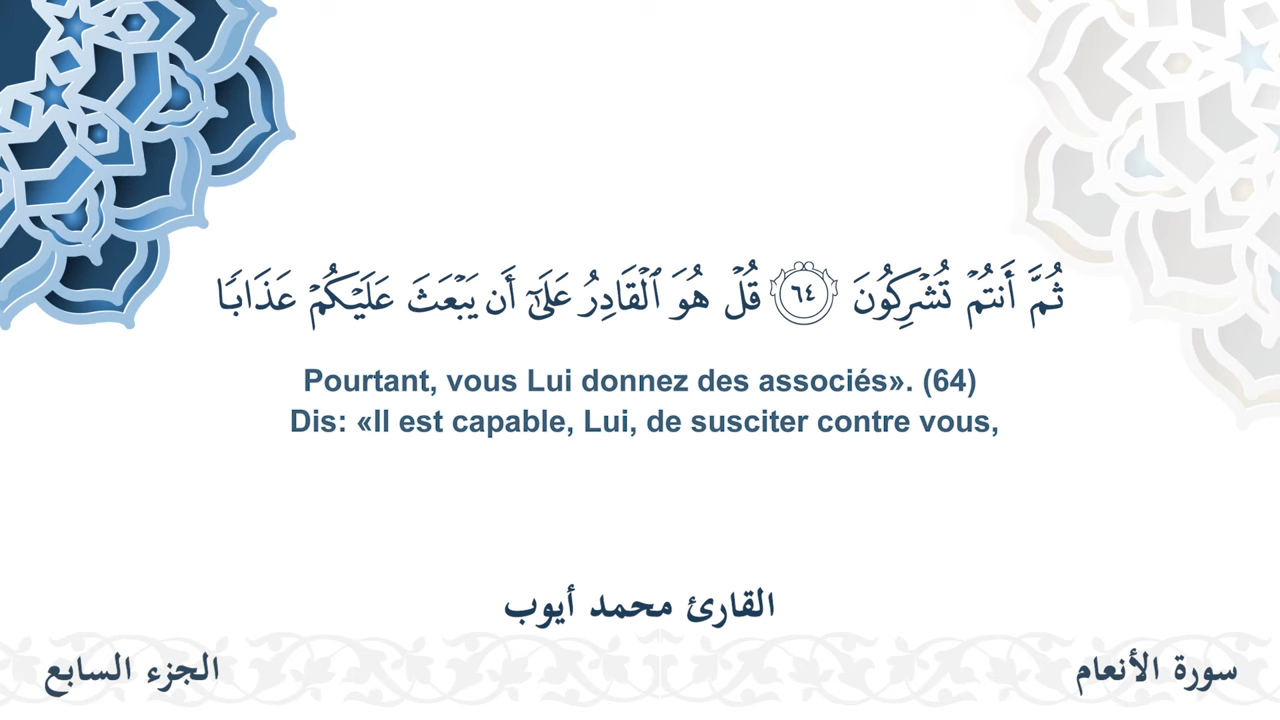 ثُمَّ أَنتُمْ تُشْرِكُونَ ٦٤ قُلْ هُوَ ٱلْقَادِرُ عَلَىٰٓ أَن يَبْعَثَ عَلَيْكُمْ عَذَابًا
Pourtant, vous Lui donnez des associés». (64)
Dis: «Il est capable, Lui, de susciter contre vous,
القارئ محمد أيوب
سورة الأنعام
الجزء السابع